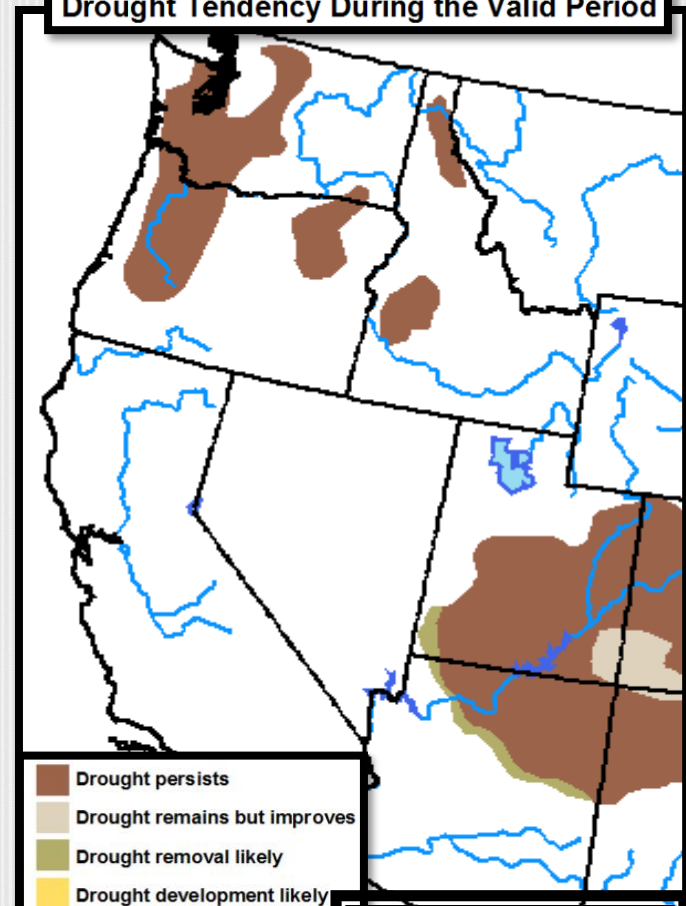 Drought Tendency During the Valid Period
Drought persists
Drought remains but improves
Drought removal likely
Drought development likely